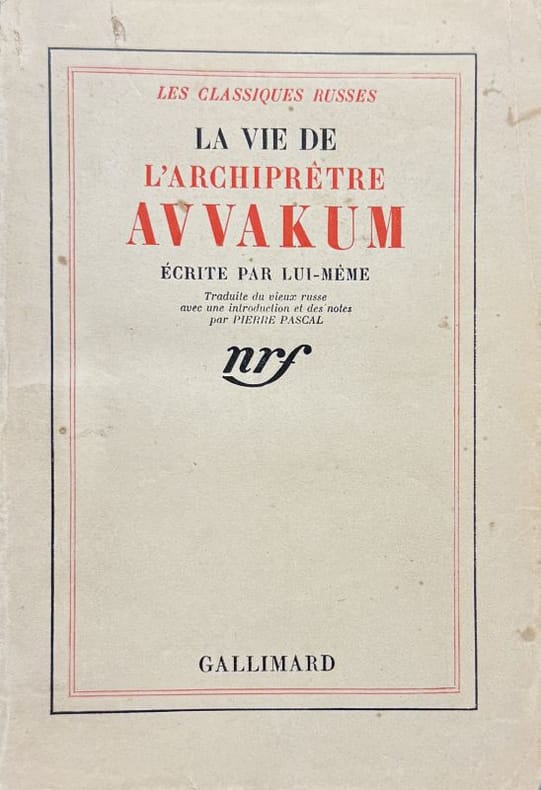 LES CLASSIQUES RUSSES
LA VIE DE
L'ARCHIPRÊTRE
AVVAKUM
ÉCRITE PAR LUI-MÊME
Traduite du vieux russe
avec une introduction et des notes
par PIERRE PASCAL
nrf
GALLIMARD